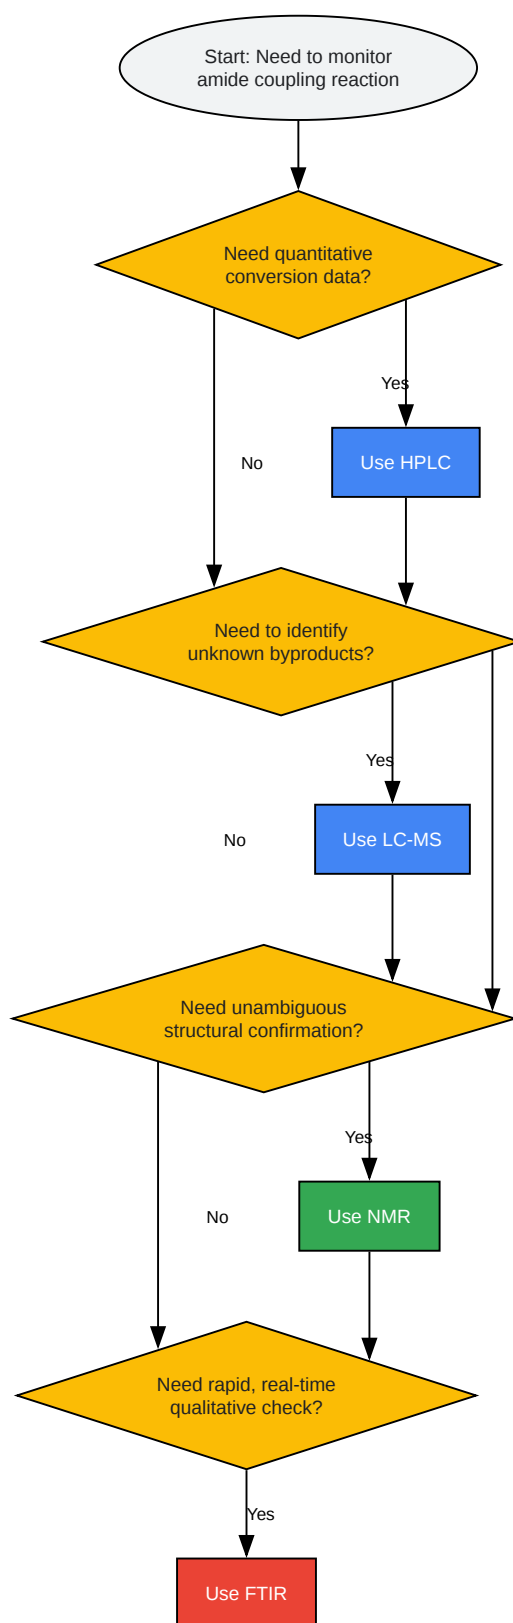 Start: Need to monitor
amide coupling reaction
Need quantitative
conversion data?
Yes
No
Use HPLC
Need to identify
unknown byproducts?
Yes
No
Use LC-MS
Need unambiguous
structural confirmation?
Yes
No
Use NMR
Need rapid, real-time
qualitative check?
Yes
Use FTIR